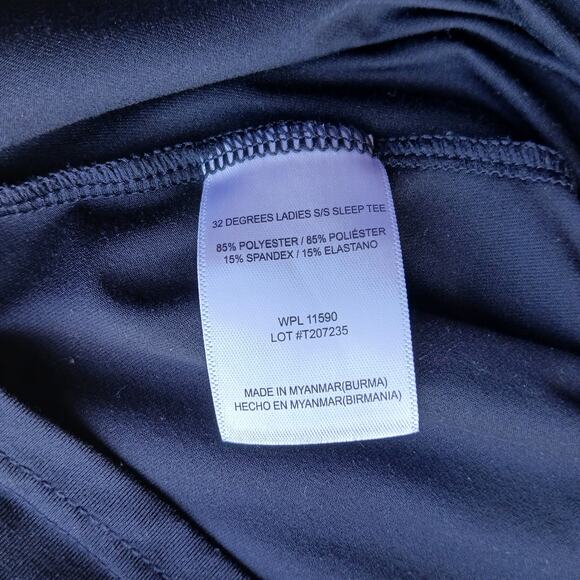 32 DEGREES LADIES S/S SLEEP TEE
85% POLYESTER / 85% POLIÉSTER
15% SPANDEX / 15% ELASTANO
WPL 11590
LOT #T207235
MADE IN MYANMAR(BURMA)
HECHO EN MYANMAR(BIRMANIA)